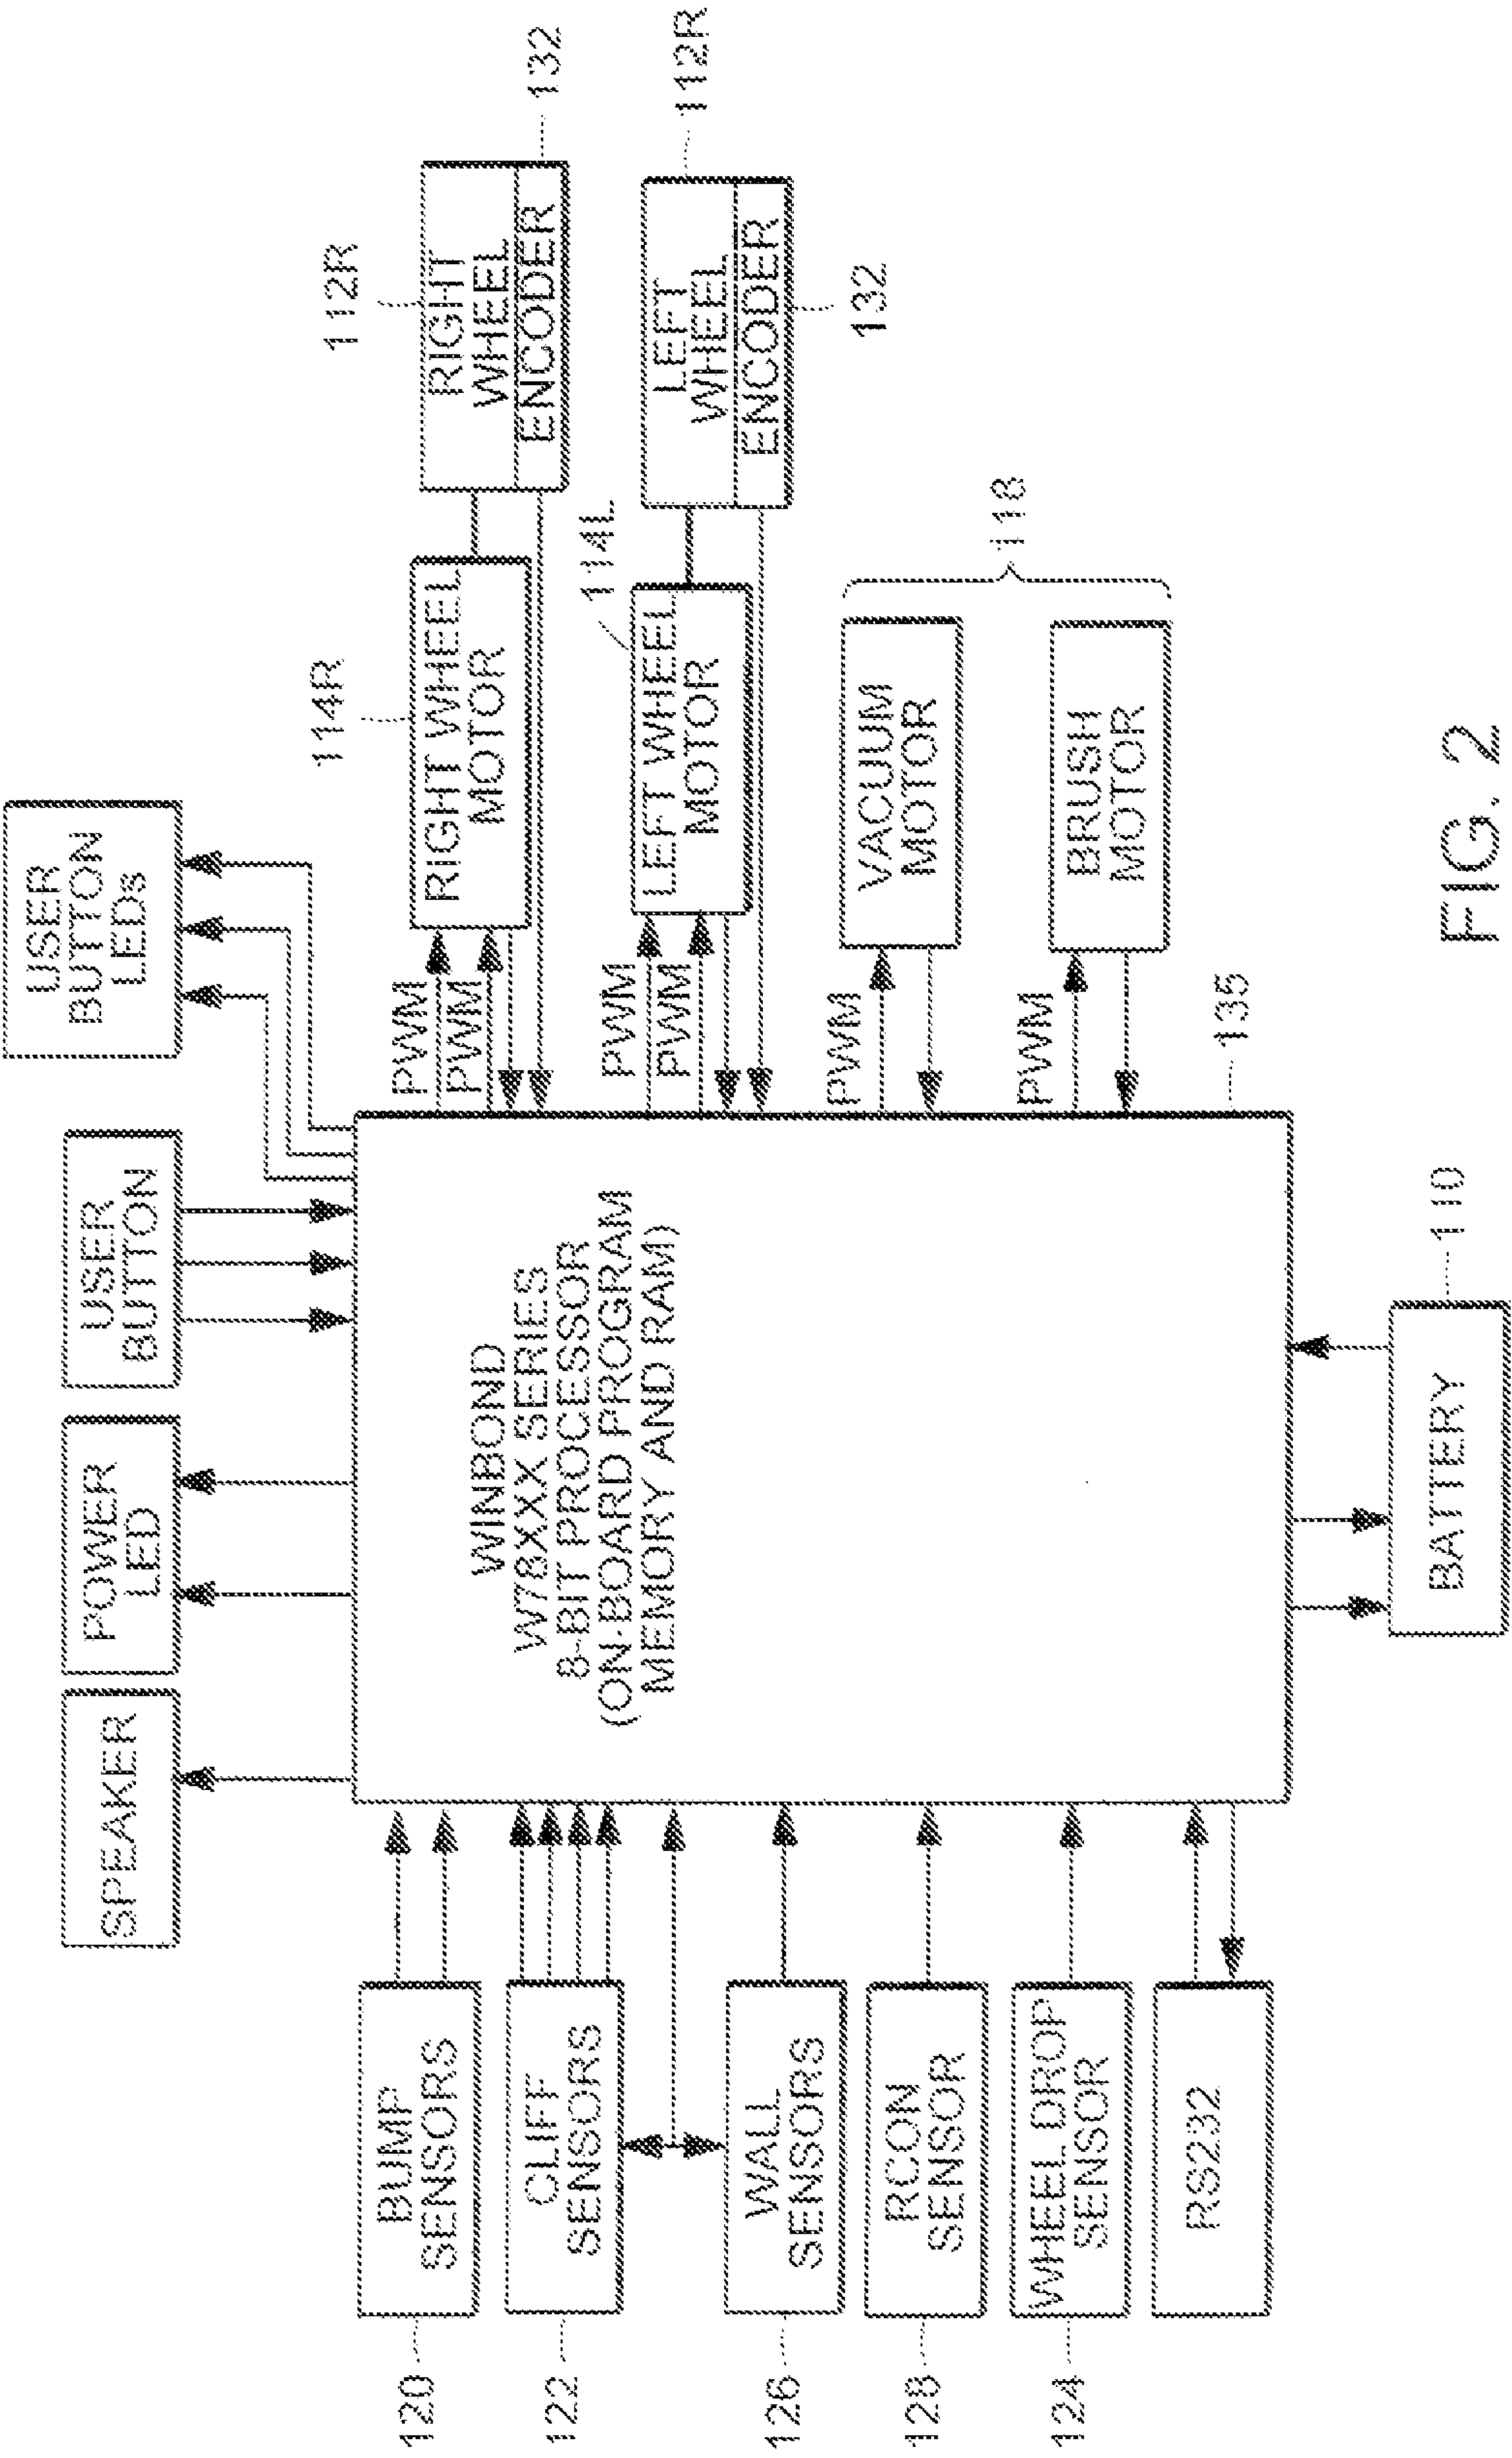 SPEAKER
POWER
LED
USER
BUTTON
USER
BUTTON
LEDs
120
BUMP
SENSORS
122
CLIFF
SENSORS
126
WALL
SENSORS
128
RCON
SENSOR
124
WHEEL DROP
SENSOR
RS232
WINBOND
W78XXX SERIES
8-BIT PROCESSOR
(ON-BOARD PROGRAM
MEMORY AND RAM)
135
PWM
PWM
114R
RIGHT WHEEL
MOTOR
112R
RIGHT
WHEEL
ENCODER
132
PWM
PWM
114L
LEFT WHEEL
MOTOR
112R
LEFT
WHEEL
ENCODER
132
PWM
VACUUM
MOTOR
118
PWM
BRUSH
MOTOR
BATTERY
110
FIG. 2